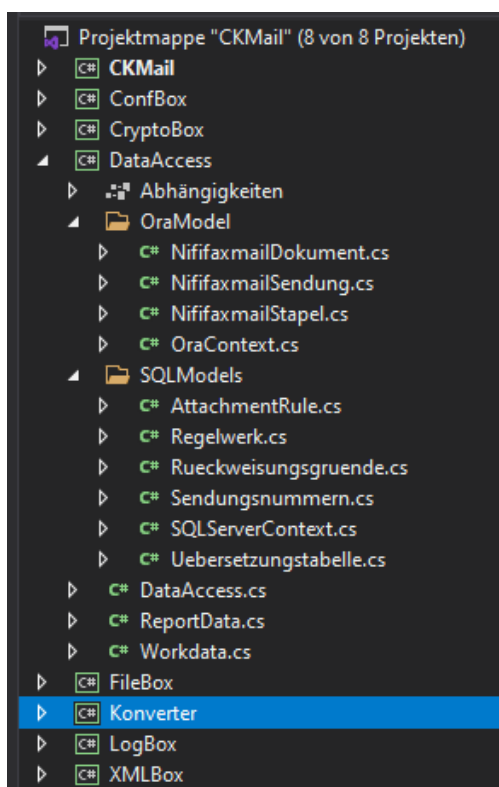 Projektmappe "CKMail" (8 von 8 Projekten)
C# CKMail
C# ConfBox
C# CryptoBox
C# DataAccess
Abhängigkeiten
OraModel
C# NififaxmailDokument.cs
C# NififaxmailSendung.cs
C# NififaxmailStapel.cs
C# OraContext.cs
SQLModels
C# AttachmentRule.cs
C# Regelwerk.cs
C# Rueckweisungsgruende.cs
C# Sendungsnummern.cs
C# SQLServerContext.cs
C# Uebersetzungstabelle.cs
C# DataAccess.cs
C# ReportData.cs
C# Workdata.cs
C# FileBox
C# Konverter
C# LogBox
C# XMLBox